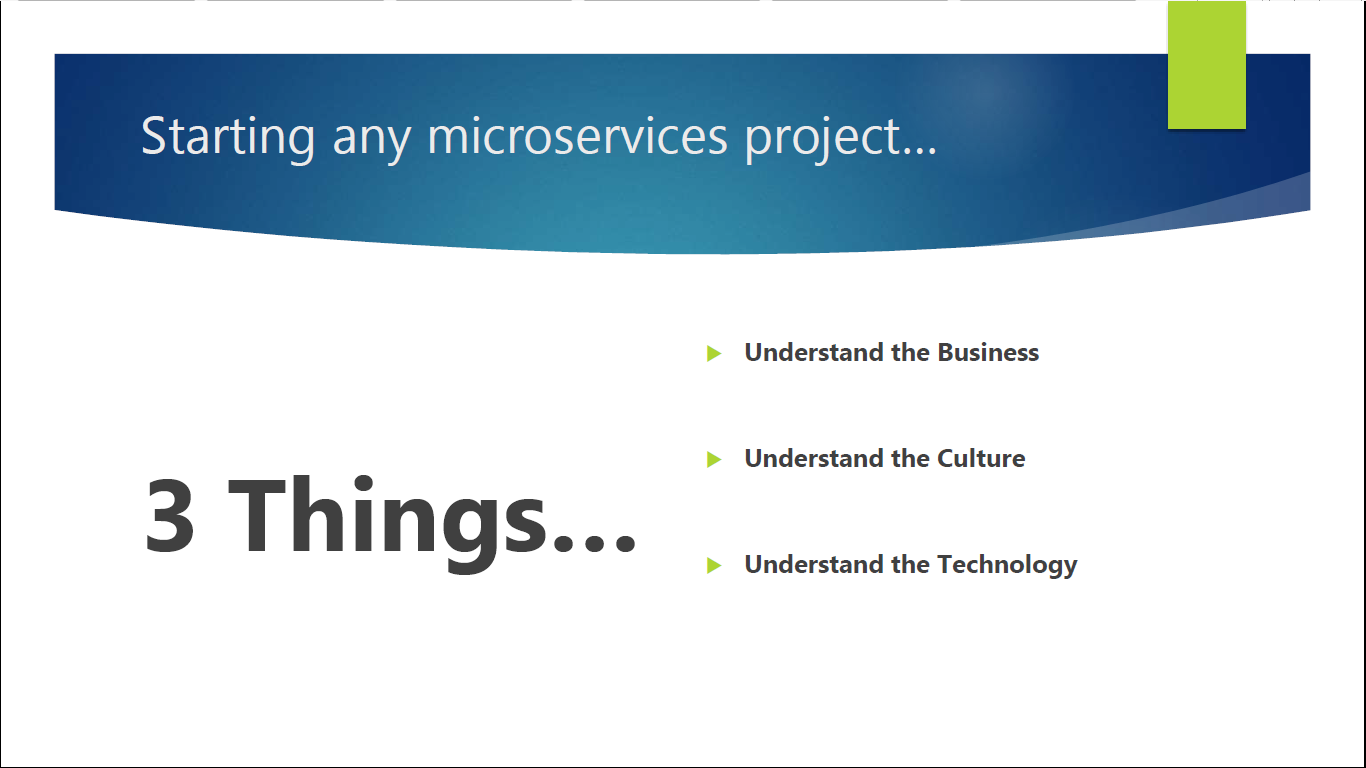 Starting any microservices project...
3 Things...
Understand the Business
Understand the Culture
Understand the Technology